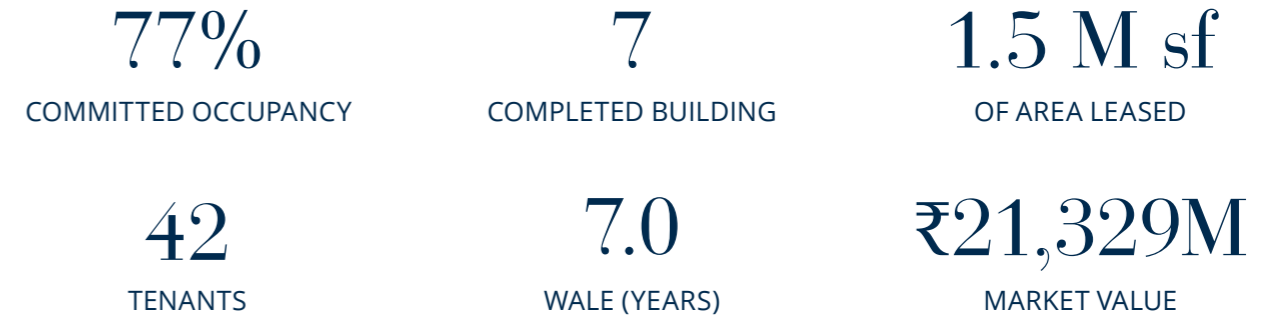 77%
COMMITTED OCCUPANCY
7
COMPLETED BUILDING
1.5 M sf
OF AREA LEASED
42
TENANTS
7.0
WALE (YEARS)
₹21,329M
MARKET VALUE